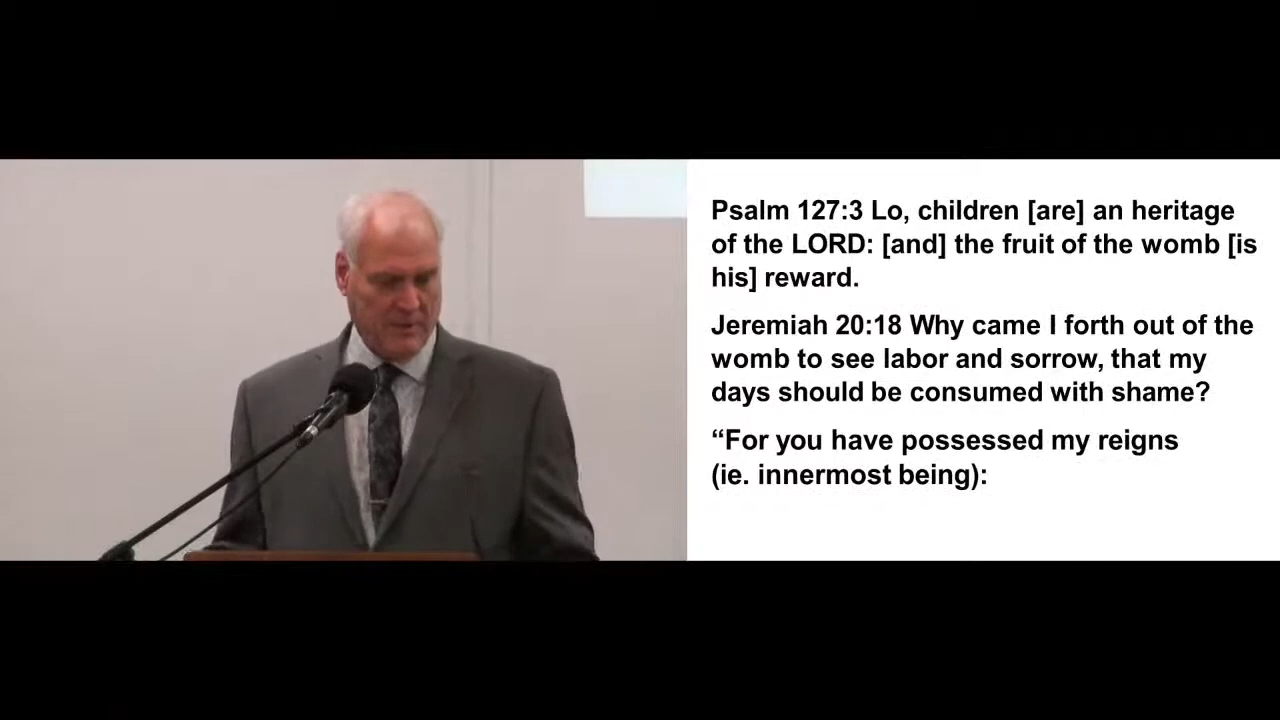 Psalm 127:3 Lo, children [are] an heritage
of the LORD: [and] the fruit of the womb [is
his] reward.
Jeremiah 20:18 Why came I forth out of the
womb to see labor and sorrow, that my
days should be consumed with shame?
“For you have possessed my reigns
(ie. innermost being):